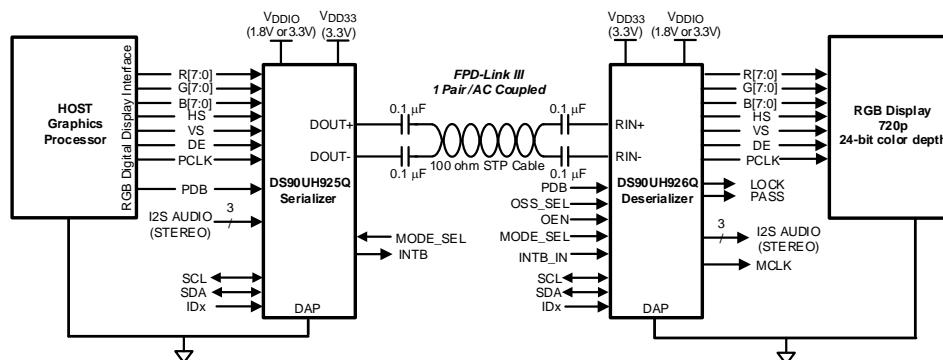 VDDIO
(1.8V or3.3V)
VDD33
(3.3V)
VDD33
(3.3V)
VDDIO
(1.8V or3.3V)
HOST
Graphics
Processor
RGB Digital Display Interface
R[7:0]
G[7:0]
B[7:0]
HS
VS
DE
PCLK
PDB
I2S AUDIO
(STEREO)
3
/
SCL
SDA
IDx
DOUT+
DOUT-
DS90UH925Q
Serializer
DAP
MODE_SEL
INTB
FPD-Link III
1 Pair /AC Coupled
0.1 µF
0.1 µF
0.1 µF
0.1 µF
100 ohm STP Cable
PDB
OSS_SEL
OEN
MODE_SEL
INTB_IN
SCL
SDA
IDx
RIN+
RIN-
DS90UH926Q
Deserializer
DAP
R[7:0]
G[7:0]
B[7:0]
HS
VS
DE
PCLK
LOCK
PASS
3
/
I2S AUDIO
(STEREO)
MCLK
RGB Display
720p
24-bit color depth